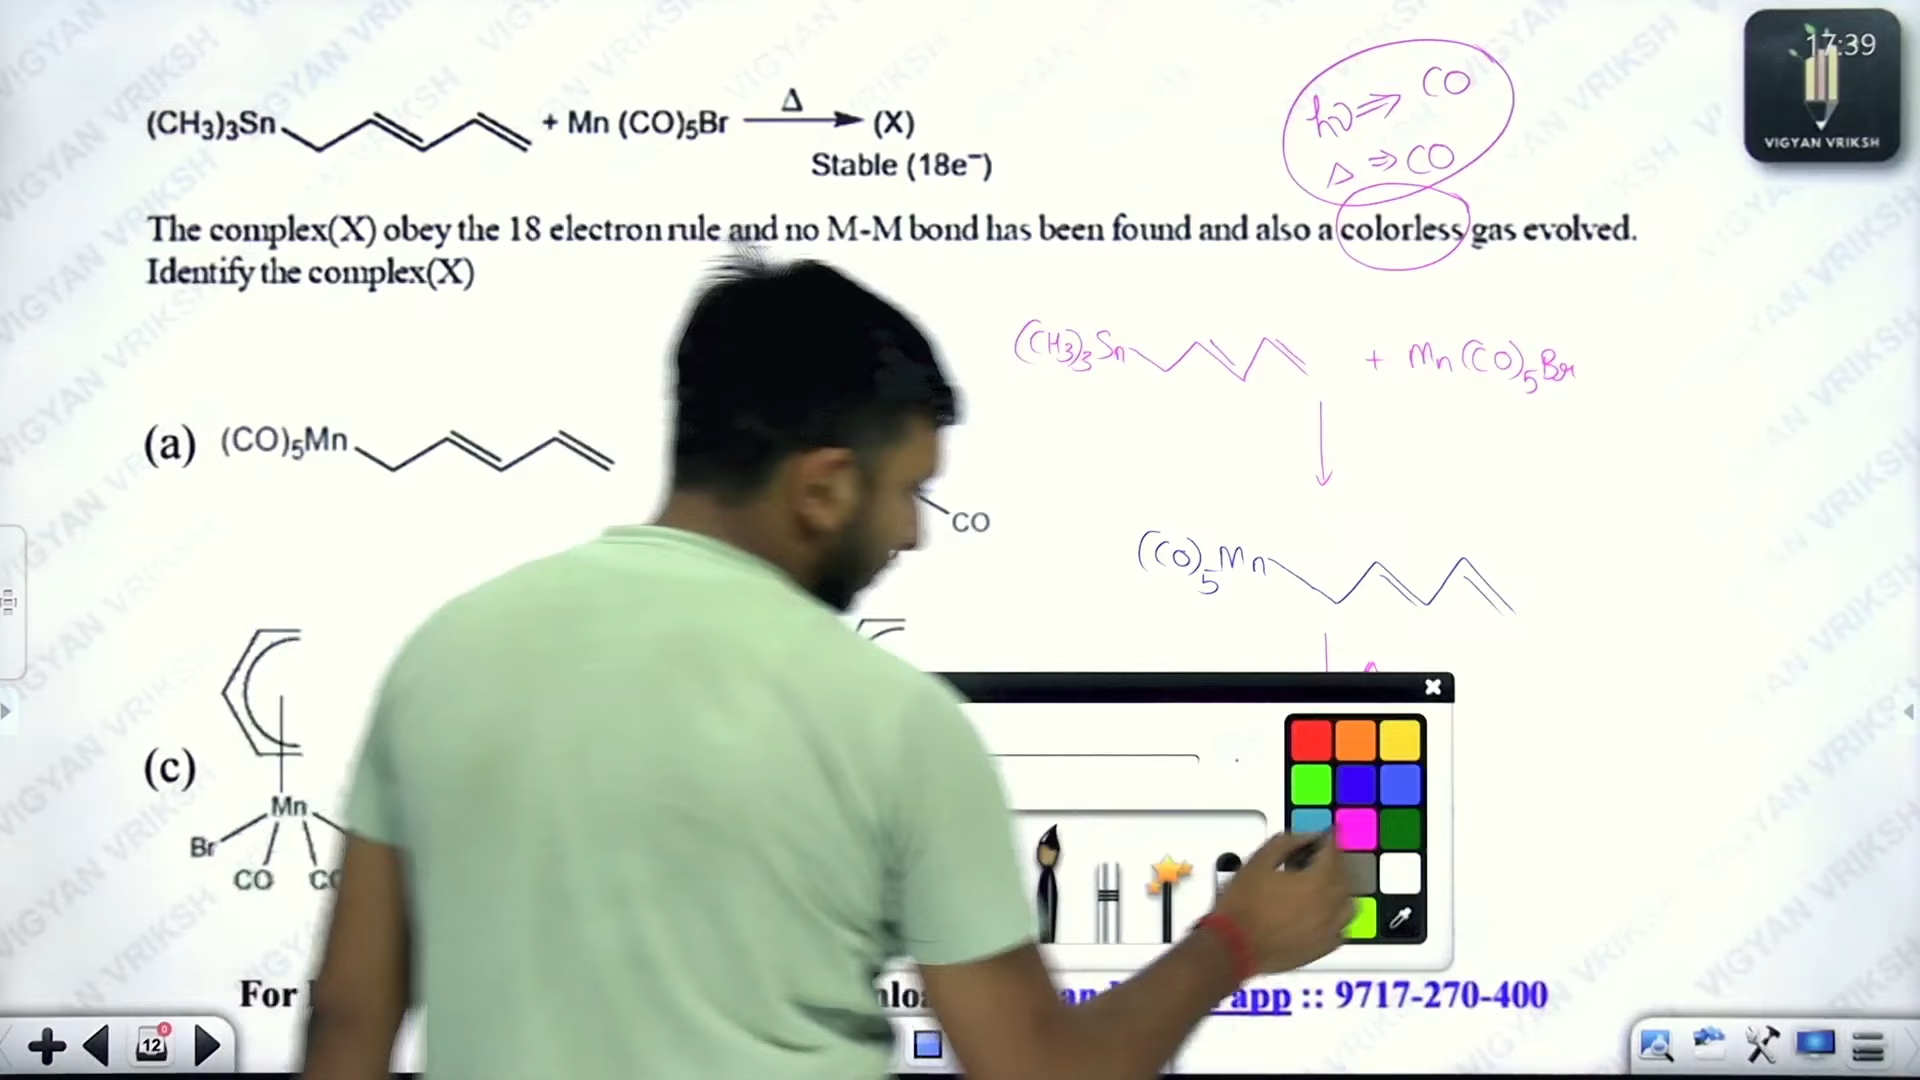 17:39
VIGYAN VRIKSH
hν ⇒ CO
Δ ⇒ CO
(CH₃)₃Sn + Mn (CO)₅Br Δ (X)
Stable (18e⁻)
The complex(X) obey the 18 electron rule and no M-M bond has been found and also a colorless gas evolved.
Identify the complex(X)
(CH₃)₃Sn + Mn(CO)₅Br
(a) (CO)₅Mn
CO
(CO)₅Mn
(c)
Mn
Br
CO
For
app :: 9717-270-400
12
0